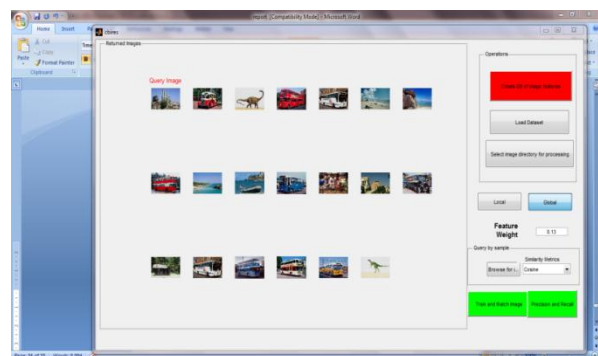 report [Compatibility Mode] - Microsoft Word
Home Insert
Cut
Copy
Format Painter
Paste
Clipboard
cbires
Returned Images
Query Image
Operations
Load Dataset
Select image directory for processing
Local
Global
Feature
Weight
0.13
Query by sample
Similarity Metrics
Browse for i...
Cosine
Train and Match Image
Precision and Recall